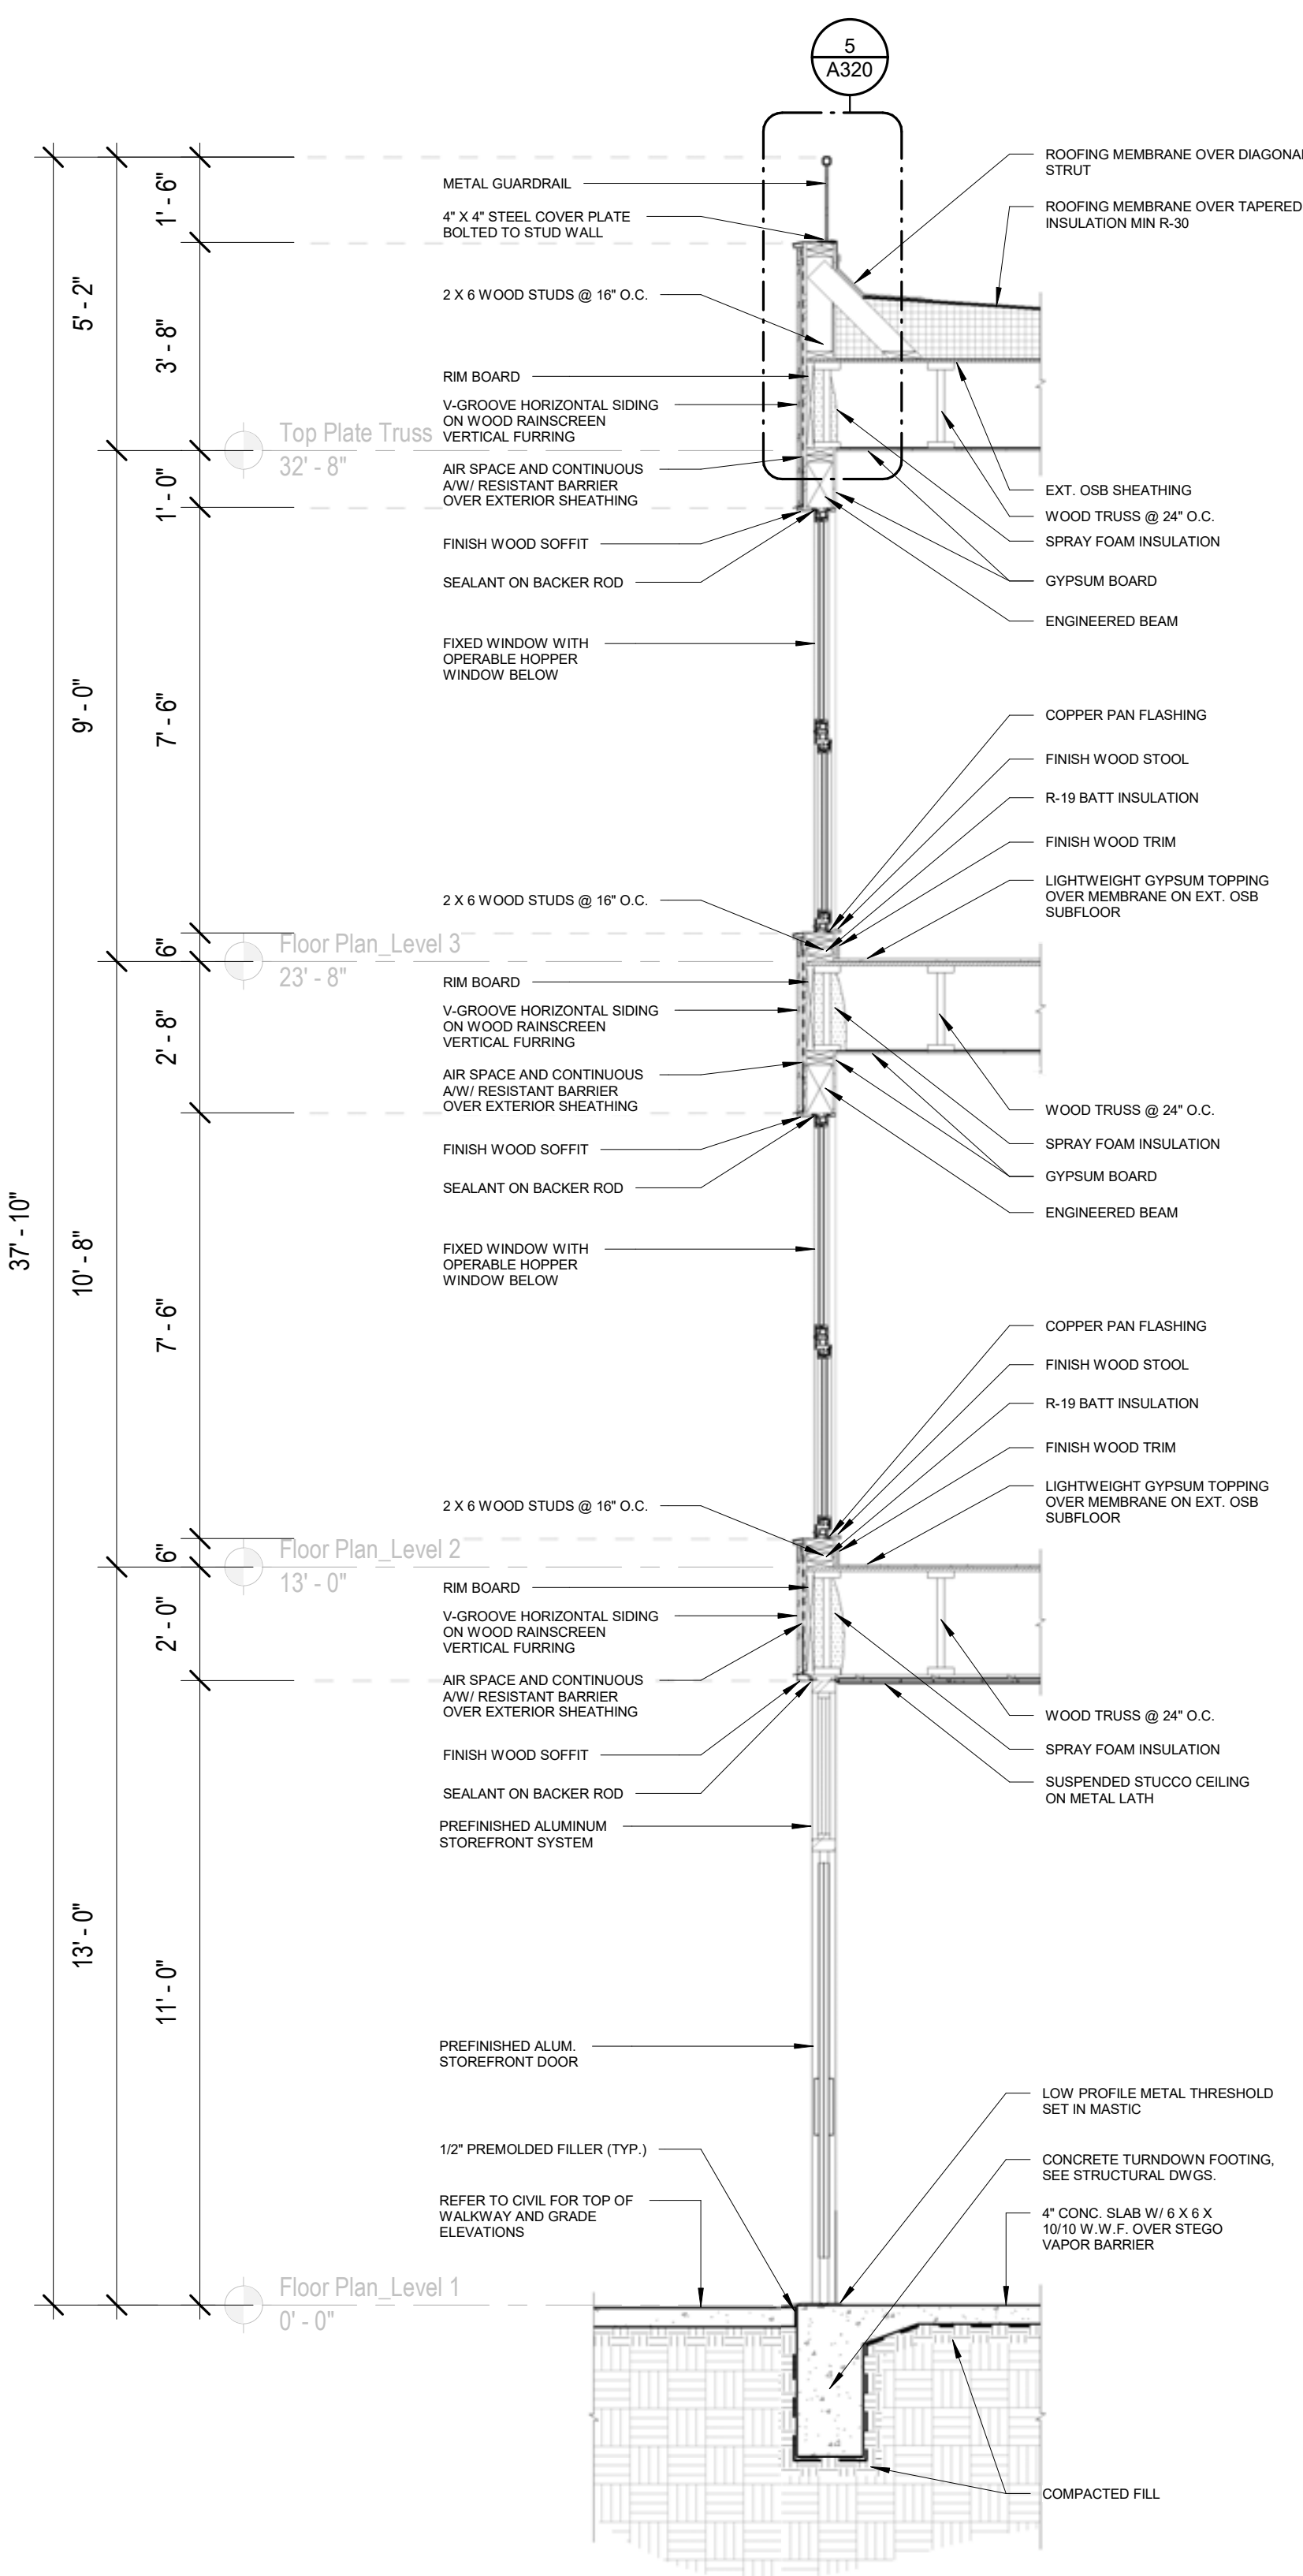 5
A320
ROOFING MEMBRANE OVER DIAGONAL
STRUT
ROOFING MEMBRANE OVER TAPERED
INSULATION MIN R-30
METAL GUARDRAIL
4" X 4" STEEL COVER PLATE
BOLTED TO STUD WALL
2 X 6 WOOD STUDS @ 16" O.C.
RIM BOARD
V-GROOVE HORIZONTAL SIDING
ON WOOD RAINSCREEN
VERTICAL FURRING
AIR SPACE AND CONTINUOUS
A/W/ RESISTANT BARRIER
OVER EXTERIOR SHEATHING
FINISH WOOD SOFFIT
SEALANT ON BACKER ROD
FIXED WINDOW WITH
OPERABLE HOPPER
WINDOW BELOW
EXT. OSB SHEATHING
WOOD TRUSS @ 24" O.C.
SPRAY FOAM INSULATION
GYPSUM BOARD
ENGINEERED BEAM
COPPER PAN FLASHING
FINISH WOOD STOOL
R-19 BATT INSULATION
FINISH WOOD TRIM
LIGHTWEIGHT GYPSUM TOPPING
OVER MEMBRANE ON EXT. OSB
SUBFLOOR
2 X 6 WOOD STUDS @ 16" O.C.
RIM BOARD
V-GROOVE HORIZONTAL SIDING
ON WOOD RAINSCREEN
VERTICAL FURRING
AIR SPACE AND CONTINUOUS
A/W/ RESISTANT BARRIER
OVER EXTERIOR SHEATHING
FINISH WOOD SOFFIT
SEALANT ON BACKER ROD
FIXED WINDOW WITH
OPERABLE HOPPER
WINDOW BELOW
WOOD TRUSS @ 24" O.C.
SPRAY FOAM INSULATION
GYPSUM BOARD
ENGINEERED BEAM
COPPER PAN FLASHING
FINISH WOOD STOOL
R-19 BATT INSULATION
FINISH WOOD TRIM
LIGHTWEIGHT GYPSUM TOPPING
OVER MEMBRANE ON EXT. OSB
SUBFLOOR
2 X 6 WOOD STUDS @ 16" O.C.
RIM BOARD
V-GROOVE HORIZONTAL SIDING
ON WOOD RAINSCREEN
VERTICAL FURRING
AIR SPACE AND CONTINUOUS
A/W/ RESISTANT BARRIER
OVER EXTERIOR SHEATHING
FINISH WOOD SOFFIT
SEALANT ON BACKER ROD
PREFINISHED ALUMINUM
STOREFRONT SYSTEM
WOOD TRUSS @ 24" O.C.
SPRAY FOAM INSULATION
SUSPENDED STUCCO CEILING
ON METAL LATH
PREFINISHED ALUM.
STOREFRONT DOOR
1/2" PREMOLDED FILLER (TYP.)
REFER TO CIVIL FOR TOP OF
WALKWAY AND GRADE
ELEVATIONS
LOW PROFILE METAL THRESHOLD
SET IN MASTIC
CONCRETE TURNDOWN FOOTING,
SEE STRUCTURAL DWGS.
4" CONC. SLAB W/ 6 X 6 X
10/10 W.W.F. OVER STEGO
VAPOR BARRIER
COMPACTED FILL
Top Plate Truss
32' - 8"
Floor Plan_Level 3
23' - 8"
Floor Plan_Level 2
13' - 0"
Floor Plan_Level 1
0' - 0"
37' - 10"
5' - 2"
9' - 0"
10' - 8"
13' - 0"
1' - 6"
3' - 8"
1' - 0"
7' - 6"
6"
2' - 8"
7' - 6"
6"
2' - 0"
11' - 0"